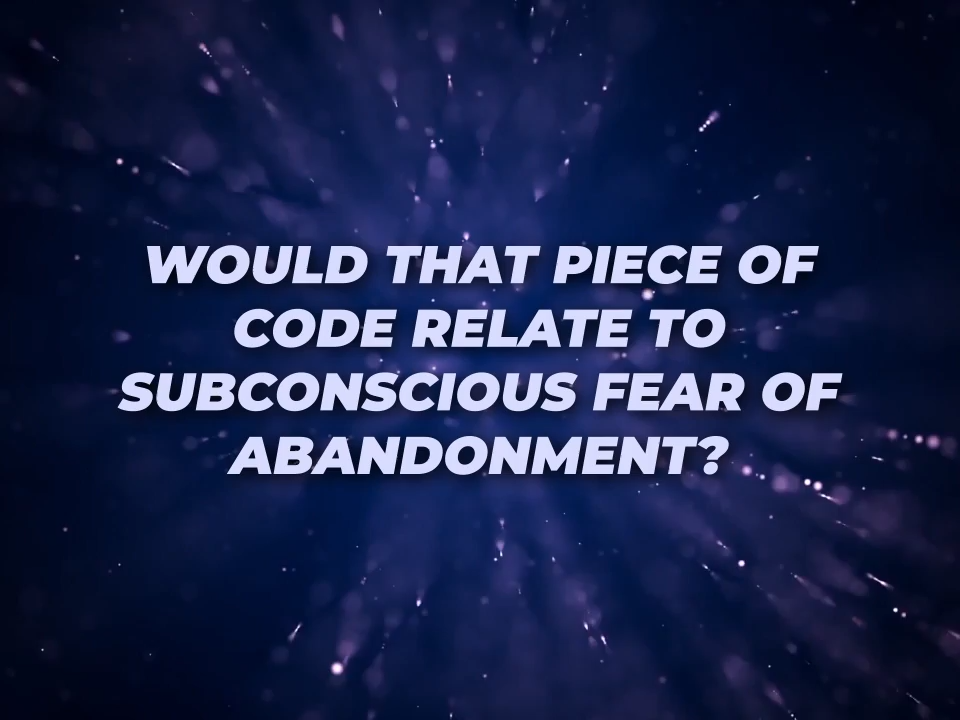 WOULD THAT PIECE OF
CODE RELATE TO
SUBCONSCIOUS FEAR OF
ABANDONMENT?